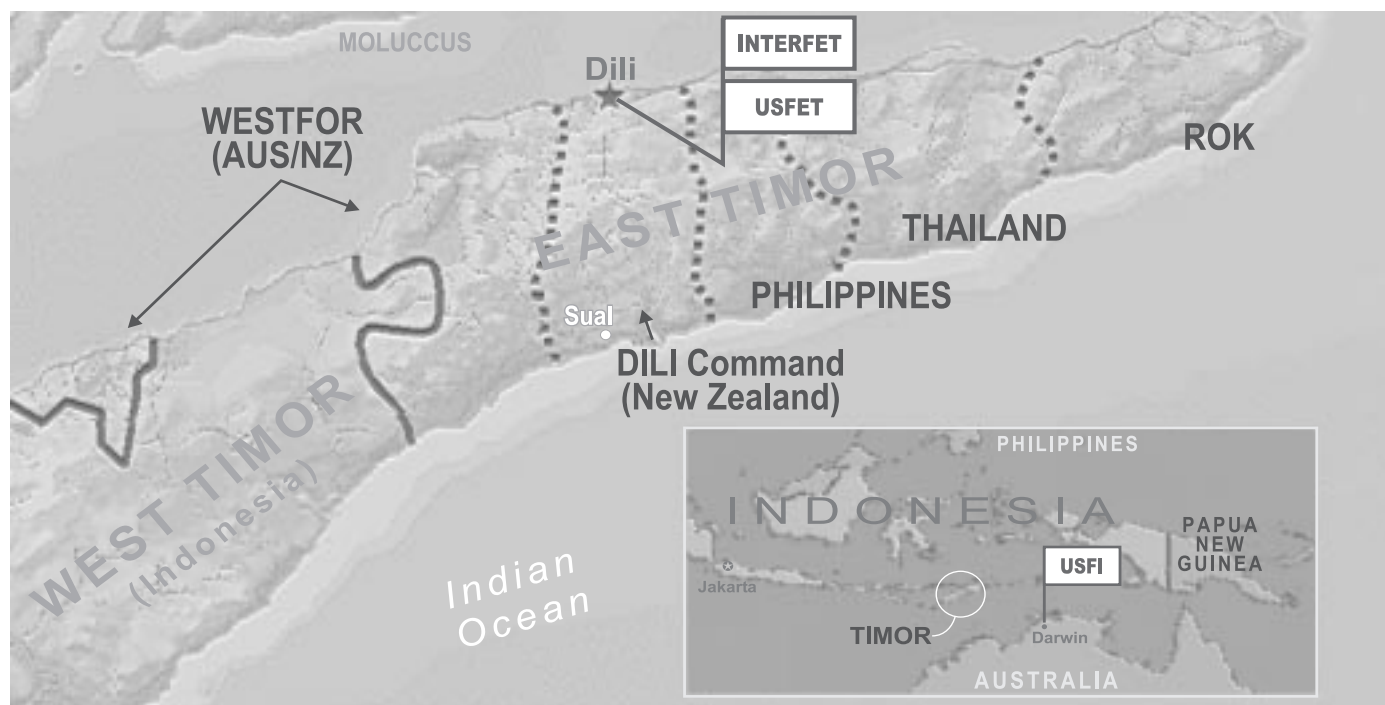 MOLUCCUS
INTERFET
Dili
USFET
WESTFOR
(AUS/NZ)
ROK
EAST TIMOR
THAILAND
PHILIPPINES
Sual
DILI Command
(New Zealand)
WEST TIMOR
(Indonesia)
Indian
Ocean
PHILIPPINES
INDONESIA
PAPUA
NEW
GUINEA
USFI
Jakarta
TIMOR
Darwin
AUSTRALIA